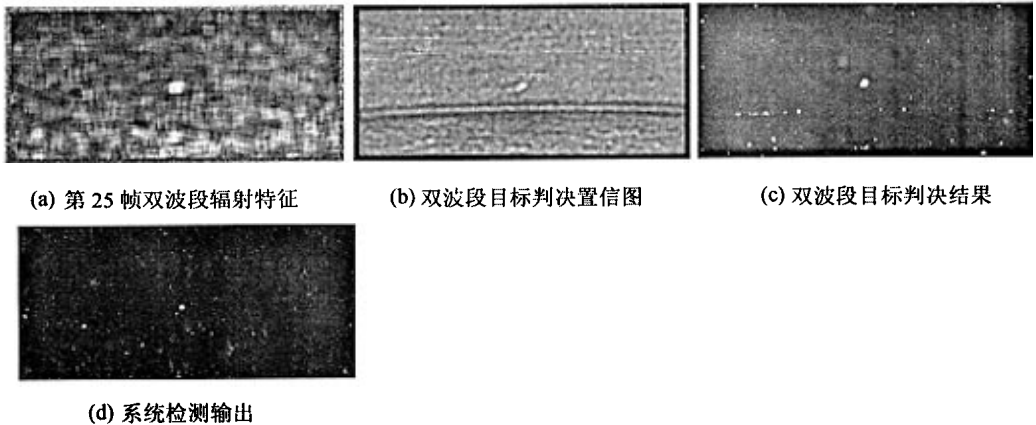 (a) 第 25 帧双波段辐射特征
(b) 双波段目标判决置信图
(c) 双波段目标判决结果
(d) 系统检测输出